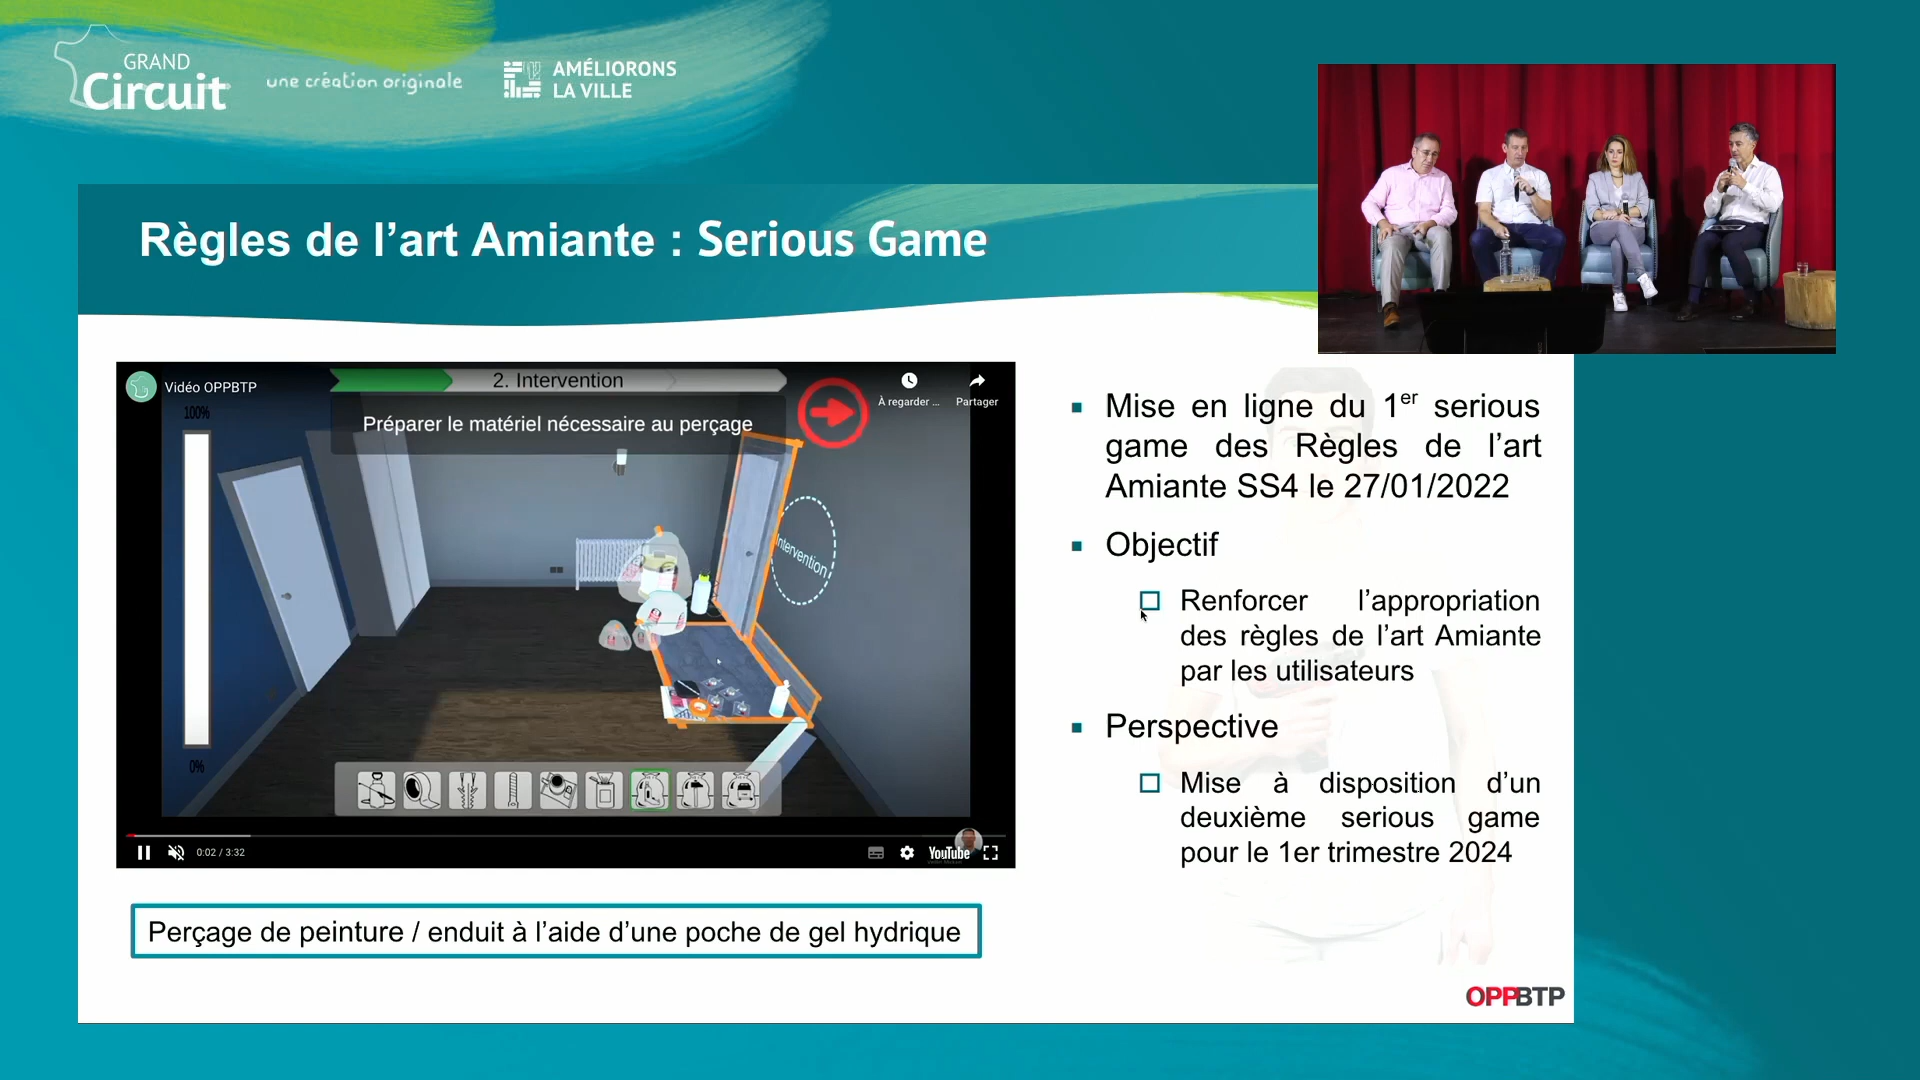 GRAND
Circuit
une création originale
AMÉLIORONS
LA VILLE
Règles de l'art Amiante : Serious Game
Vidéo OPPBTP
2. Intervention
À regarder ...
Partager
100%
Préparer le matériel nécessaire au perçage
Intervention
0%
0:02 / 3:32
YouTube
Perçage de peinture / enduit à l'aide d'une poche de gel hydrique
Mise en ligne du 1er serious
game des Règles de l'art
Amiante SS4 le 27/01/2022
Objectif
Renforcer l'appropriation
des règles de l'art Amiante
par les utilisateurs
Perspective
Mise à disposition d'un
deuxième serious game
pour le 1er trimestre 2024
OPPBTP